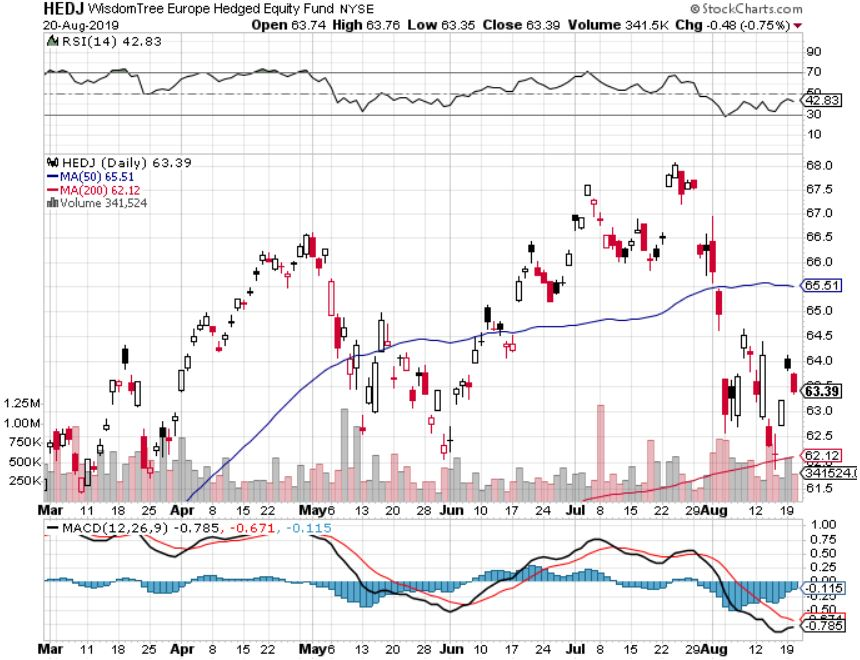 HEDJ WisdomTree Europe Hedged Equity Fund NYSE © StockCharts.com
20-Aug-2019 Open 63.74 High 63.76 Low 63.35 Close 63.39 Volume 341.5K Chg -0.48 (-0.75%)
RSI(14) 42.83
90
70
50
42.83
30
10
HEDJ (Daily) 63.39
MA(50) 65.51
MA(200) 62.12
Volume 341,524
68.0
67.5
67.0
66.5
66.0
65.51
65.0
64.5
64.0
63.39
63.0
62.5
62.12
341524.0
61.5
1.25M
1.00M
750K
500K
250K
Mar 11 18 25 Apr 8 15 22 May 6 13 20 28 Jun 10 17 24 Jul 8 15 22 29 Aug 12 19
MACD(12,26,9) -0.785, -0.671, -0.115
1.00
0.75
0.50
0.25
0.00
-0.115
-0.50
-0.671
-0.785
Mar 11 18 25 Apr 8 15 22 May 6 13 20 28 Jun 10 17 24 Jul 8 15 22 29 Aug 12 19